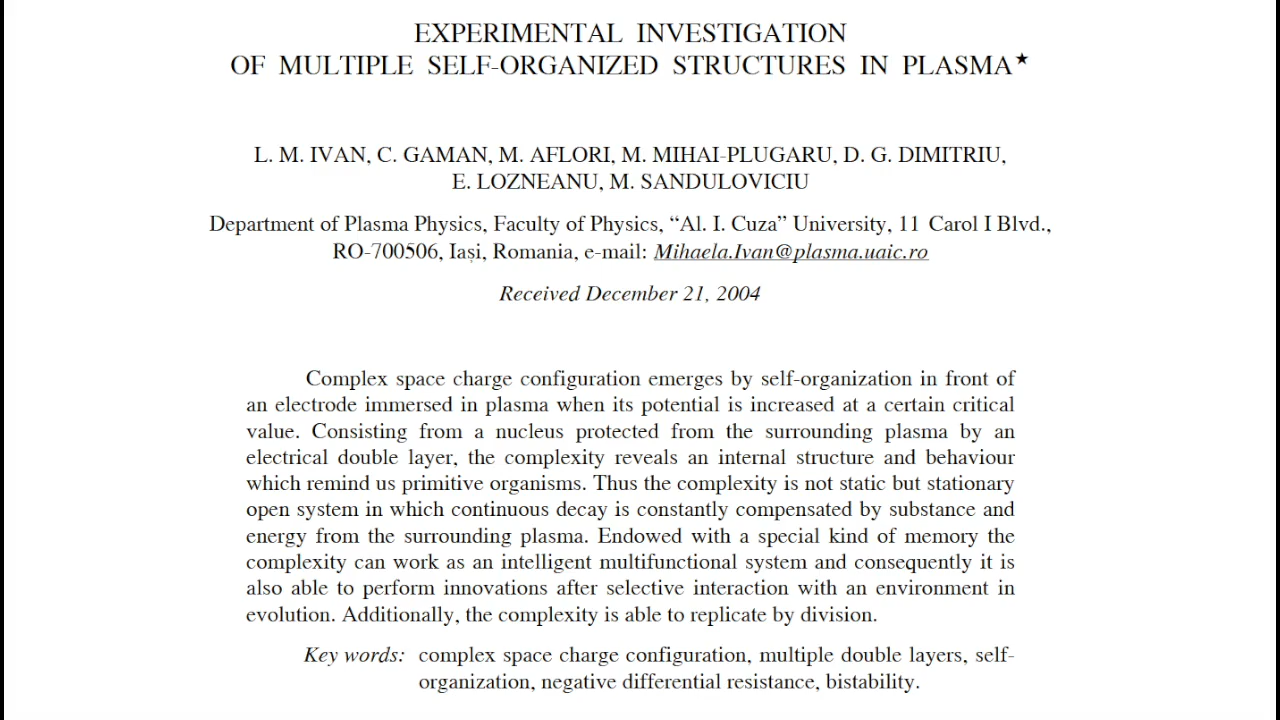 EXPERIMENTAL INVESTIGATION
OF MULTIPLE SELF-ORGANIZED STRUCTURES IN PLASMA★
L. M. IVAN, C. GAMAN, M. AFLORI, M. MIHAI-PLUGARU, D. G. DIMITRIU,
E. LOZNEANU, M. SANDULOVICIU
Department of Plasma Physics, Faculty of Physics, “Al. I. Cuza” University, 11 Carol I Blvd.,
RO-700506, Iaşi, Romania, e-mail: Mihaela.Ivan@plasma.uaic.ro
Received December 21, 2004
Complex space charge configuration emerges by self-organization in front of
an electrode immersed in plasma when its potential is increased at a certain critical
value. Consisting from a nucleus protected from the surrounding plasma by an
electrical double layer, the complexity reveals an internal structure and behaviour
which remind us primitive organisms. Thus the complexity is not static but stationary
open system in which continuous decay is constantly compensated by substance and
energy from the surrounding plasma. Endowed with a special kind of memory the
complexity can work as an intelligent multifunctional system and consequently it is
also able to perform innovations after selective interaction with an environment in
evolution. Additionally, the complexity is able to replicate by division.
Key words: complex space charge configuration, multiple double layers, self-
organization, negative differential resistance, bistability.